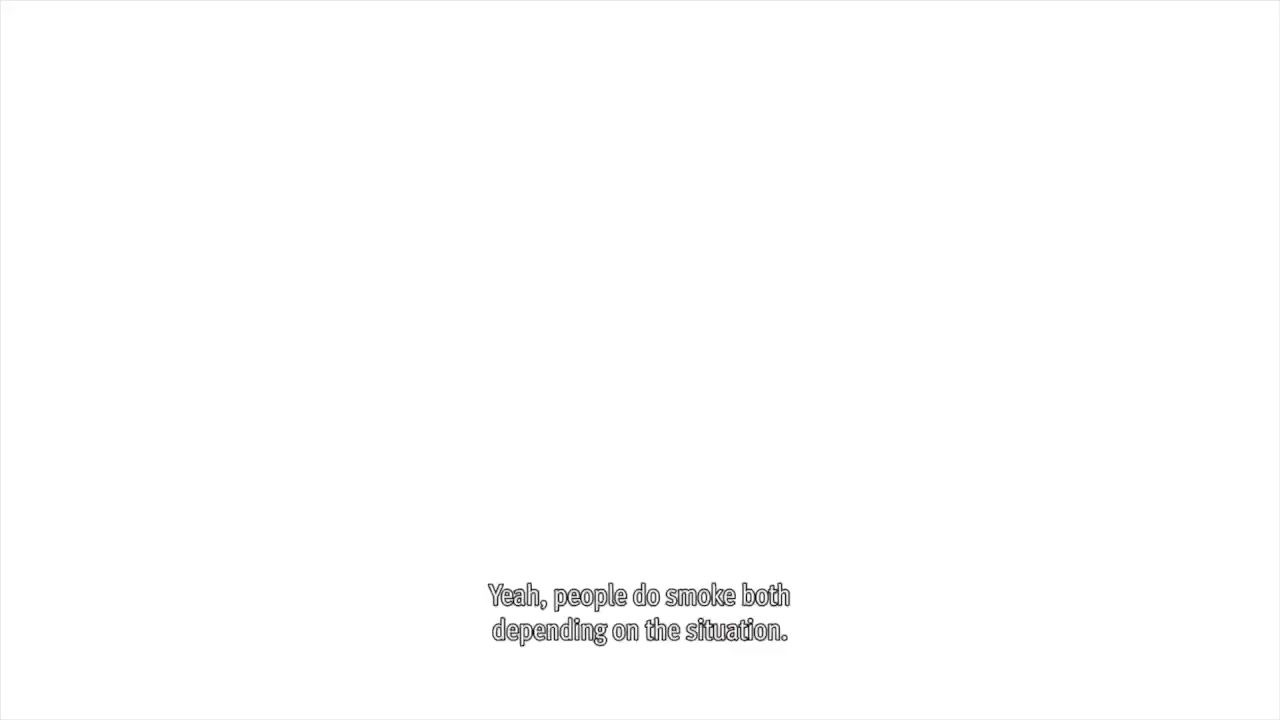 Yeah, people do smoke both
depending on the situation.